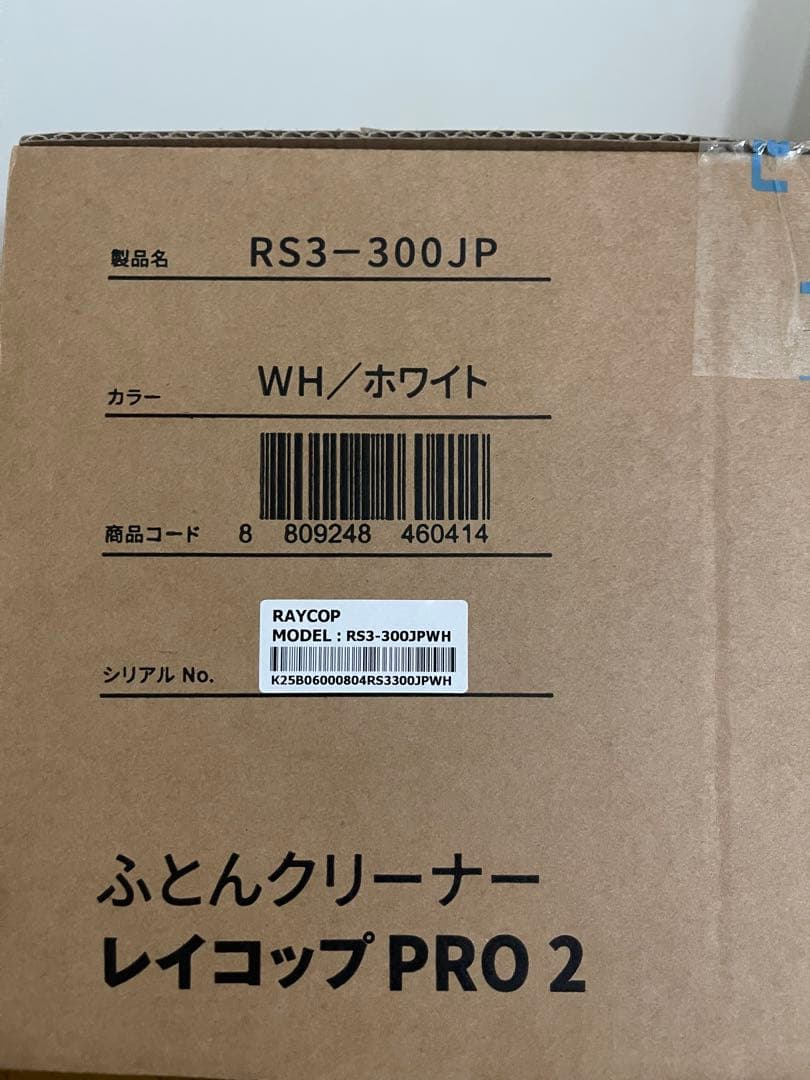 製品名 RS3-300JP
カラー WH／ホワイト
商品コード 8 809248 460414
RAYCOP
MODEL : RS3-300JPWH
シリアル No. K25B06000804RS3300JPWH
ふとんクリーナー
レイコップ PRO 2